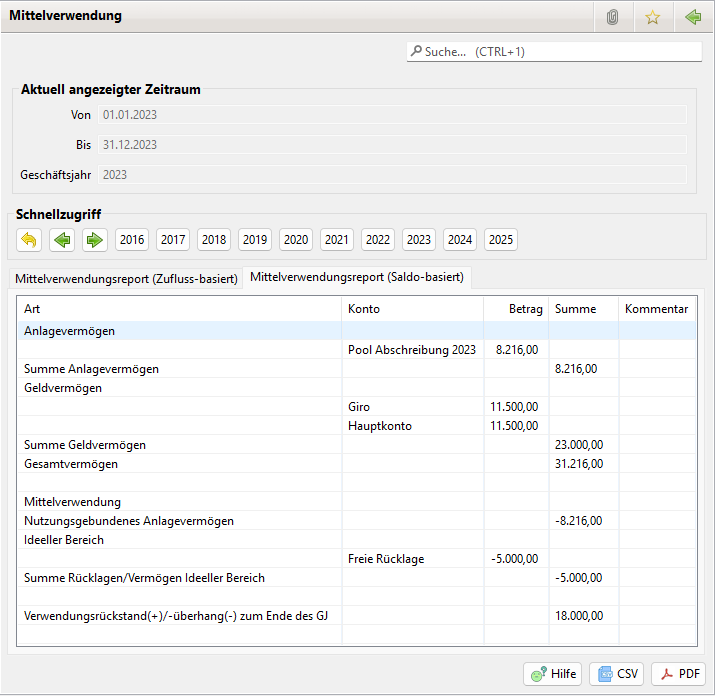 Mittelverwendung
Suche... (CTRL+1)
Aktuell angezeigter Zeitraum
Von 01.01.2023
Bis 31.12.2023
Geschäftsjahr 2023
Schnellzugriff
2016 2017 2018 2019 2020 2021 2022 2023 2024 2025
Mittelverwendungsreport (Zufluss-basiert) Mittelverwendungsreport (Saldo-basiert)
Art Konto Betrag Summe Kommentar
Anlagevermögen
Pool Abschreibung 2023 8.216,00
Summe Anlagevermögen 8.216,00
Geldvermögen
Giro 11.500,00
Hauptkonto 11.500,00
Summe Geldvermögen 23.000,00
Gesamtvermögen 31.216,00
Mittelverwendung
Nutzungsgebundenes Anlagevermögen -8.216,00
Ideeller Bereich
Freie Rücklage -5.000,00
Summe Rücklagen/Vermögen Ideeller Bereich -5.000,00
Verwendungsrückstand(+)/-überhang(-) zum Ende des GJ 18.000,00
Hilfe CSV PDF